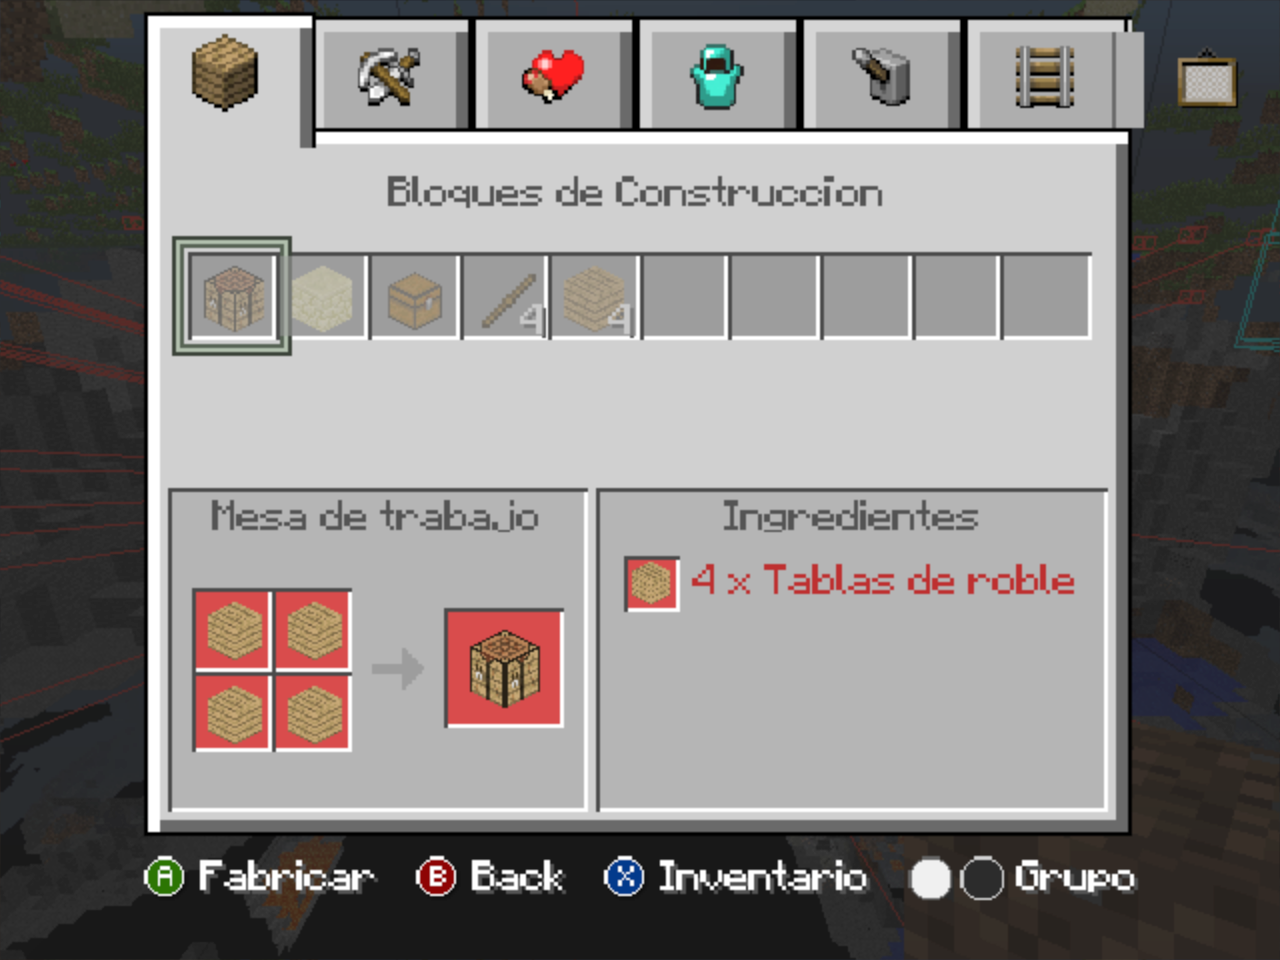 Bloques de Construccion
4 4
Mesa de trabajo
Ingredientes
4 x Tablas de roble
A Fabricar B Back X Inventario Grupo